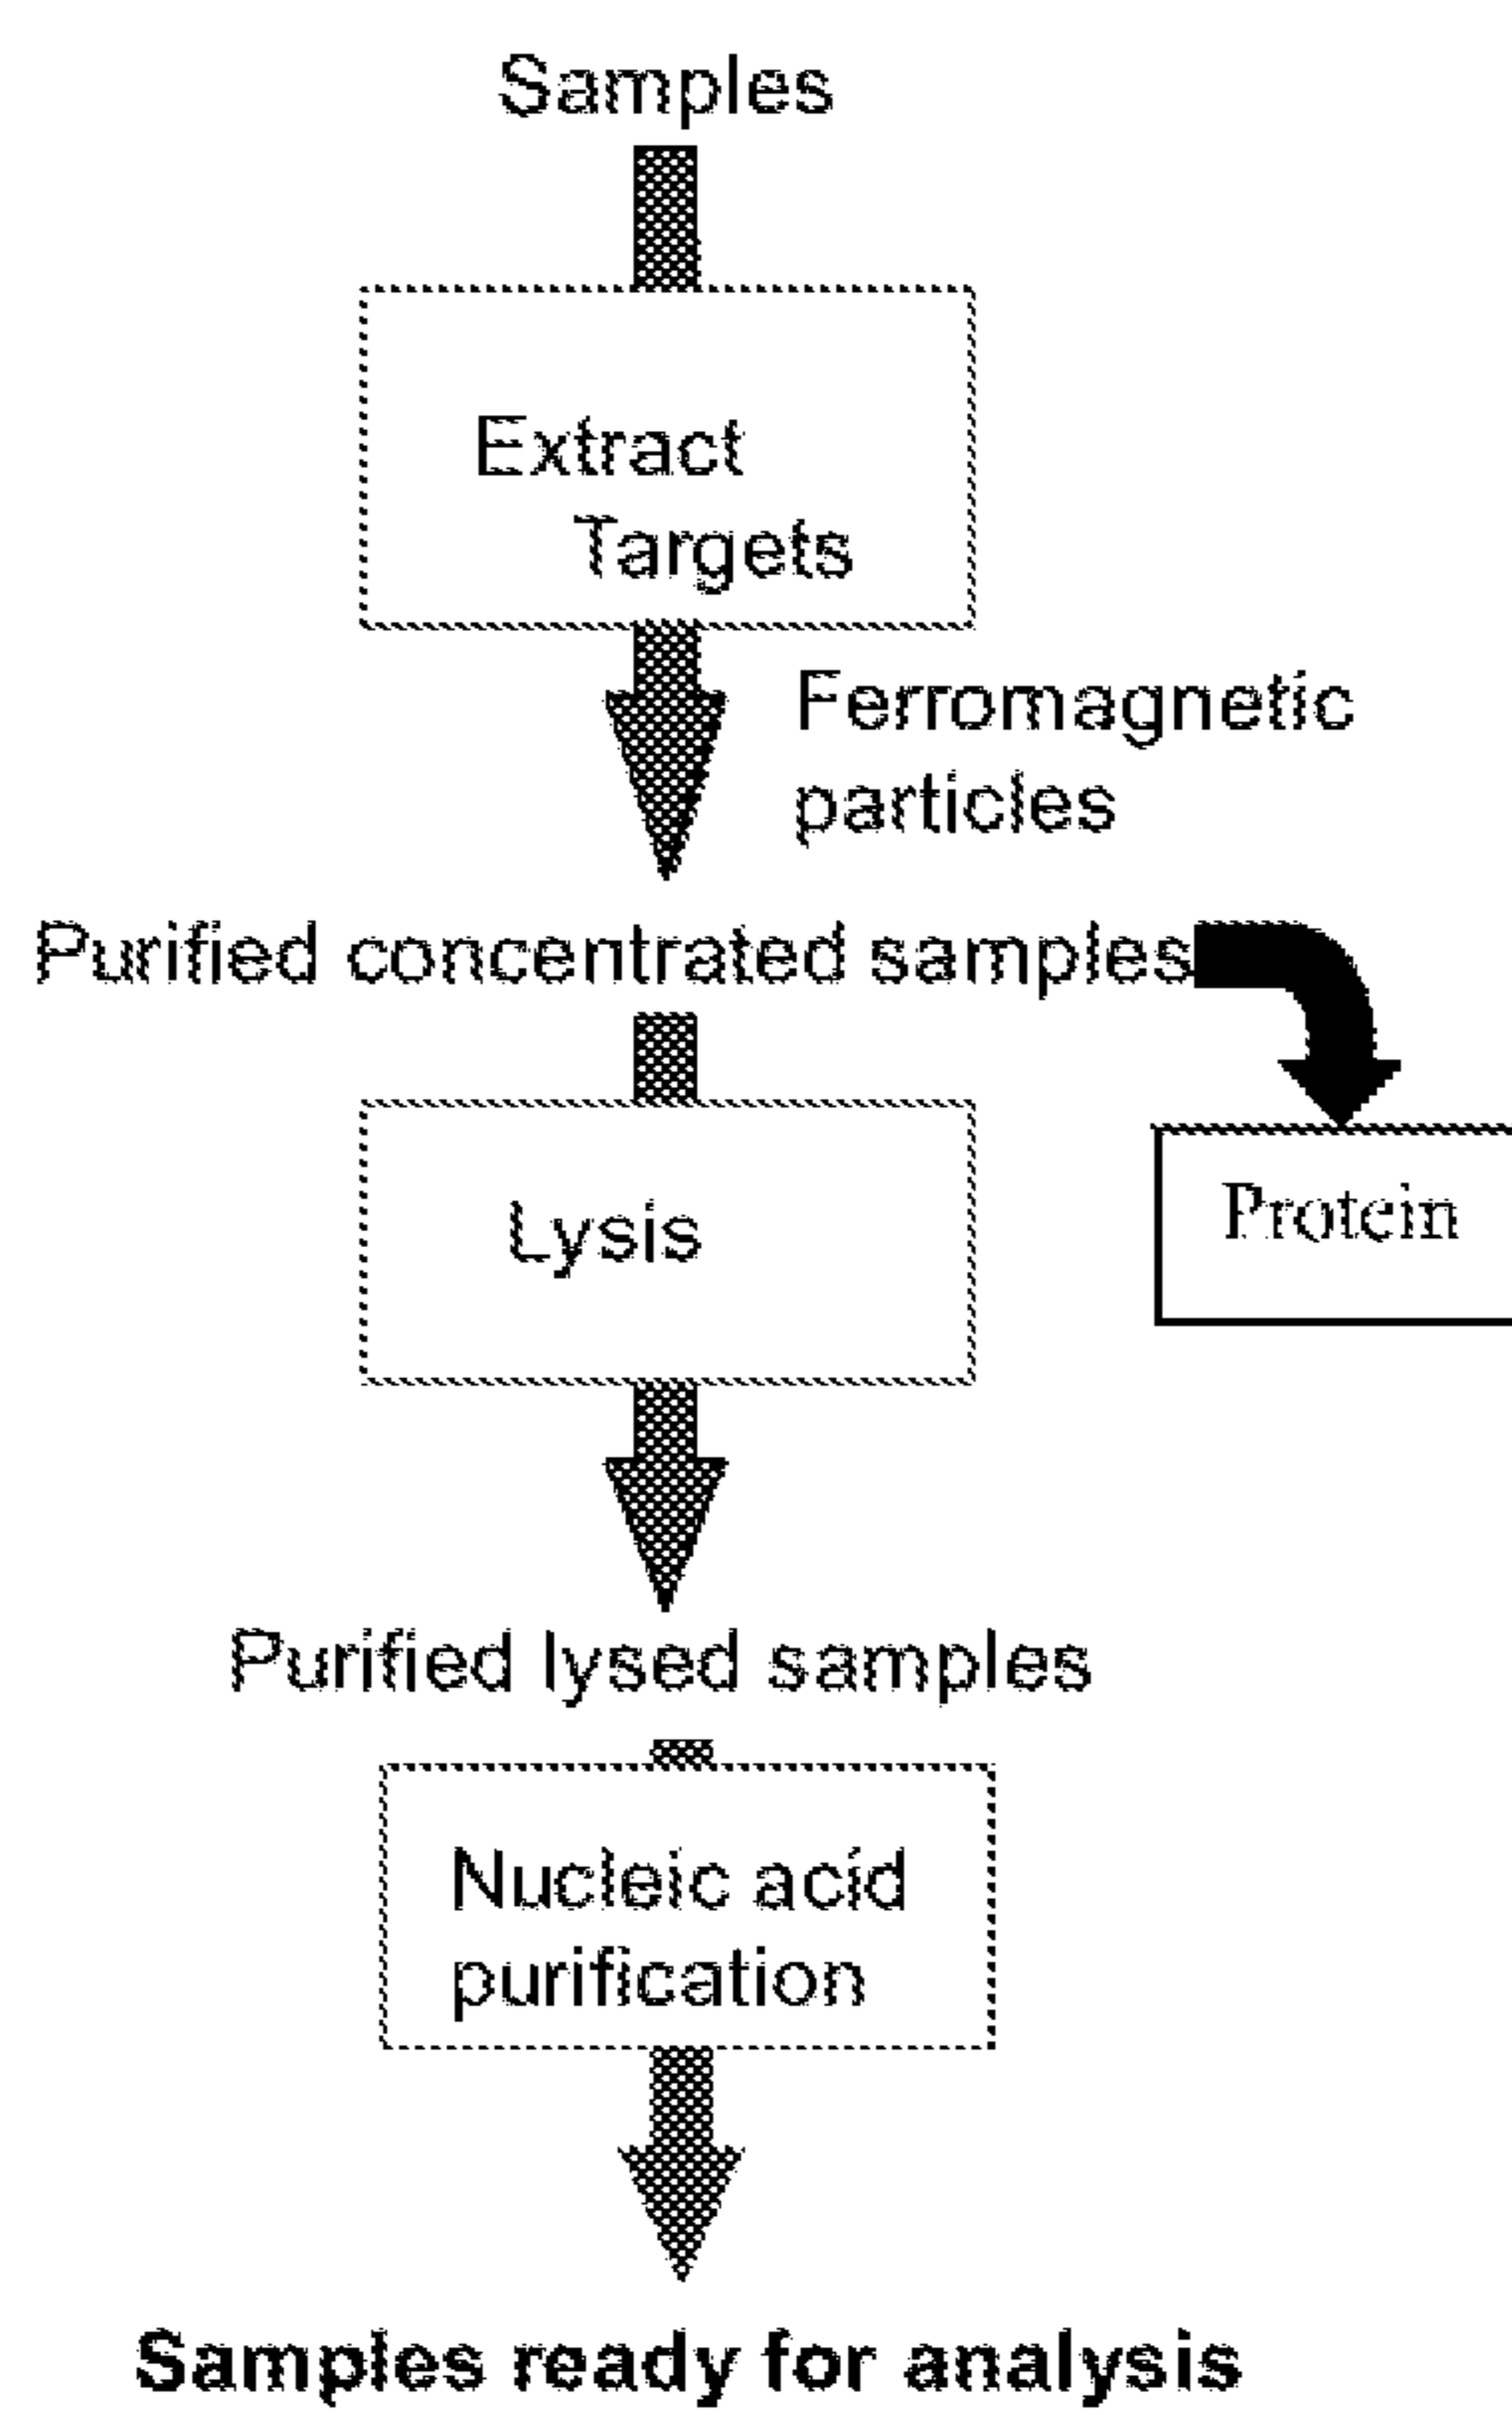 Samples
Extract
Targets
Ferromagnetic
particles
Purified concentrated samples
Lysis
Protein
Purified lysed samples
Nucleic acid
purification
Samples ready for analysis